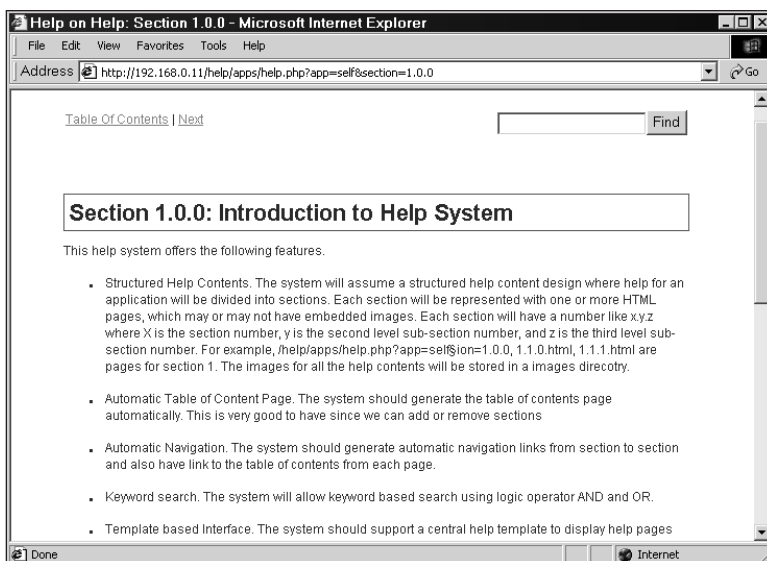 Help on Help: Section 1.0.0 - Microsoft Internet Explorer
File Edit View Favorites Tools Help
Address http://192.168.0.11/help/apps/help.php?app=self&section=1.0.0 Go
Table Of Contents | Next Find
Section 1.0.0: Introduction to Help System
This help system offers the following features.
Structured Help Contents. The system will assume a structured help content design where help for an
application will be divided into sections. Each section will be represented with one or more HTML
pages, which may or may not have embedded images. Each section will have a number like x.y.z
where X is the section number, y is the second level sub-section number, and z is the third level sub-
section number. For example, /help/apps/help.php?app=self§ion=1.0.0, 1.1.0.html, 1.1.1.html are
pages for section 1. The images for all the help contents will be stored in a images direcotry.
Automatic Table of Content Page. The system should generate the table of contents page
automatically. This is very good to have since we can add or remove sections
Automatic Navigation. The system should generate automatic navigation links from section to section
and also have link to the table of contents from each page.
Keyword search. The system will allow keyword based search using logic operator AND and OR.
Template based Interface. The system should support a central help template to display help pages
Done Internet